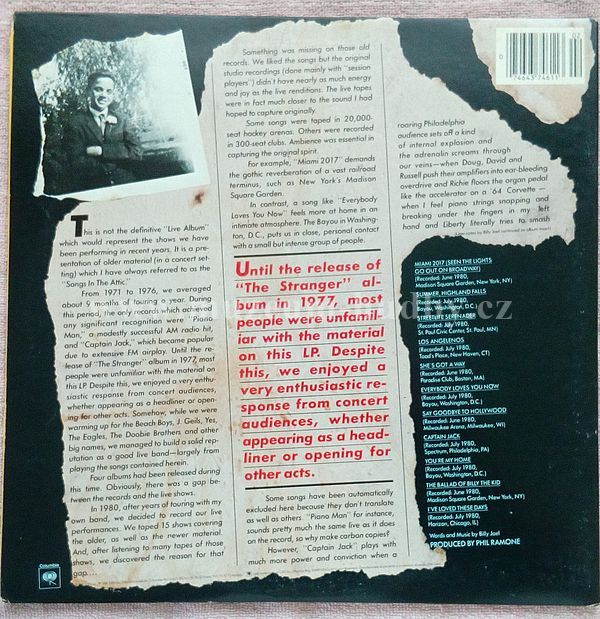 This is not the definitive "Live Album"
which would represent the shows we have
been performing in recent years. It is a pre-
sentation of older material (in a concert set-
ting) which I have always referred to as the
"Songs In The Attic."
From 1971 to 1976, we averaged
about 9 months of touring a year. During
this period, the only records which achieved
any significant recognition were "Piano
Man," a modestly successful AM radio hit,
and "Captain Jack," which became popular
due to extensive FM airplay. Until the re-
lease of "The Stranger" album in 1977, most
people were unfamiliar with the material on
this LP. Despite this, we enjoyed a very enthu-
siastic response from concert audiences,
whether appearing as a headliner or open-
ing for other acts. Somehow, while we were
warming up for the Beach Boys, J. Geils, Yes,
The Eagles, The Doobie Brothers and other
big names, we managed to build a solid rep-
utation as a good live band—largely from
playing the songs contained herein.
Four albums had been released during
this time. Obviously, there was a gap be-
tween the records and the live shows.
In 1980, after years of touring with my
own band, we decided to record our live
performances. We taped 15 shows covering
the older, as well as the newer material.
And, after listening to many tapes of those
shows, we discovered the reason for that
gap....
Columbia
Something was missing on those old
records. We liked the songs but the original
studio recordings (done mainly with "session
players") didn't have nearly as much energy
and joy as the live renditions. The live tapes
were in fact much closer to the sound I had
hoped to capture originally.
Some songs were taped in 20,000-
seat hockey arenas. Others were recorded
in 300-seat clubs. Ambience was essential in
capturing the original spirit.
For example, "Miami 2017" demands
the gothic reverberation of a vast railroad
terminus, such as New York's Madison
Square Garden.
In contrast, a song like "Everybody
Loves You Now" feels more at home in an
intimate atmosphere. The Bayou in Washing-
ton, D.C., puts us in close, personal contact
with a small but intense group of people.
Until the release of
"The Stranger" al-
bum in 1977, most
people were unfamil-
iar with the material
on this LP. Despite
this, we enjoyed a
very enthusiastic re-
sponse from concert
audiences, whether
appearing as a head-
liner or opening for
other acts.
Some songs have been automatically
excluded here because they don't translate
as well as others. "Piano Man" for instance,
sounds pretty much the same live as it does
on the record, so why make carbon copies?
However, "Captain Jack" plays with
much more power and conviction when a
roaring Philadelphia
audience sets off a kind
of internal explosion and
the adrenalin screams through
our veins—when Doug, David and
Russell push their amplifiers into ear-bleeding
overdrive and Richie floors the organ pedal
like the accelerator on a '64 Corvette—
when I feel piano strings snapping and
breaking under the fingers in my left
hand and Liberty literally tries to smash
02
0
74643 74611
MIAMI 2017 (SEEN THE LIGHTS
GO OUT ON BROADWAY)
(Recorded: June 1980,
Madison Square Garden, New York, NY)
SUMMER, HIGHLAND FALLS
(Recorded: July 1980,
Bayou, Washington, D.C.)
STREETLIFE SERENADER
(Recorded: July 1980,
St. Paul Civic Center, St. Paul, MN)
LOS ANGELENOS
(Recorded: July 1980,
Toad's Place, New Haven, CT)
SHE'S GOT A WAY
(Recorded: June 1980,
Paradise Club, Boston, MA)
EVERYBODY LOVES YOU NOW
(Recorded: July 1980,
Bayou, Washington, D.C.)
SAY GOODBYE TO HOLLYWOOD
(Recorded: June 1980,
Milwaukee Arena, Milwaukee, WI)
CAPTAIN JACK
(Recorded: July 1980,
Spectrum, Philadelphia, PA)
YOU'RE MY HOME
(Recorded: July 1980,
Bayou, Washington, D.C.)
THE BALLAD OF BILLY THE KID
(Recorded: June 1980,
Madison Square Garden, New York, NY)
I'VE LOVED THESE DAYS
(Recorded: July 1980,
Horizon, Chicago, IL)
Words and Music by Billy Joel
PRODUCED BY PHIL RAMONE